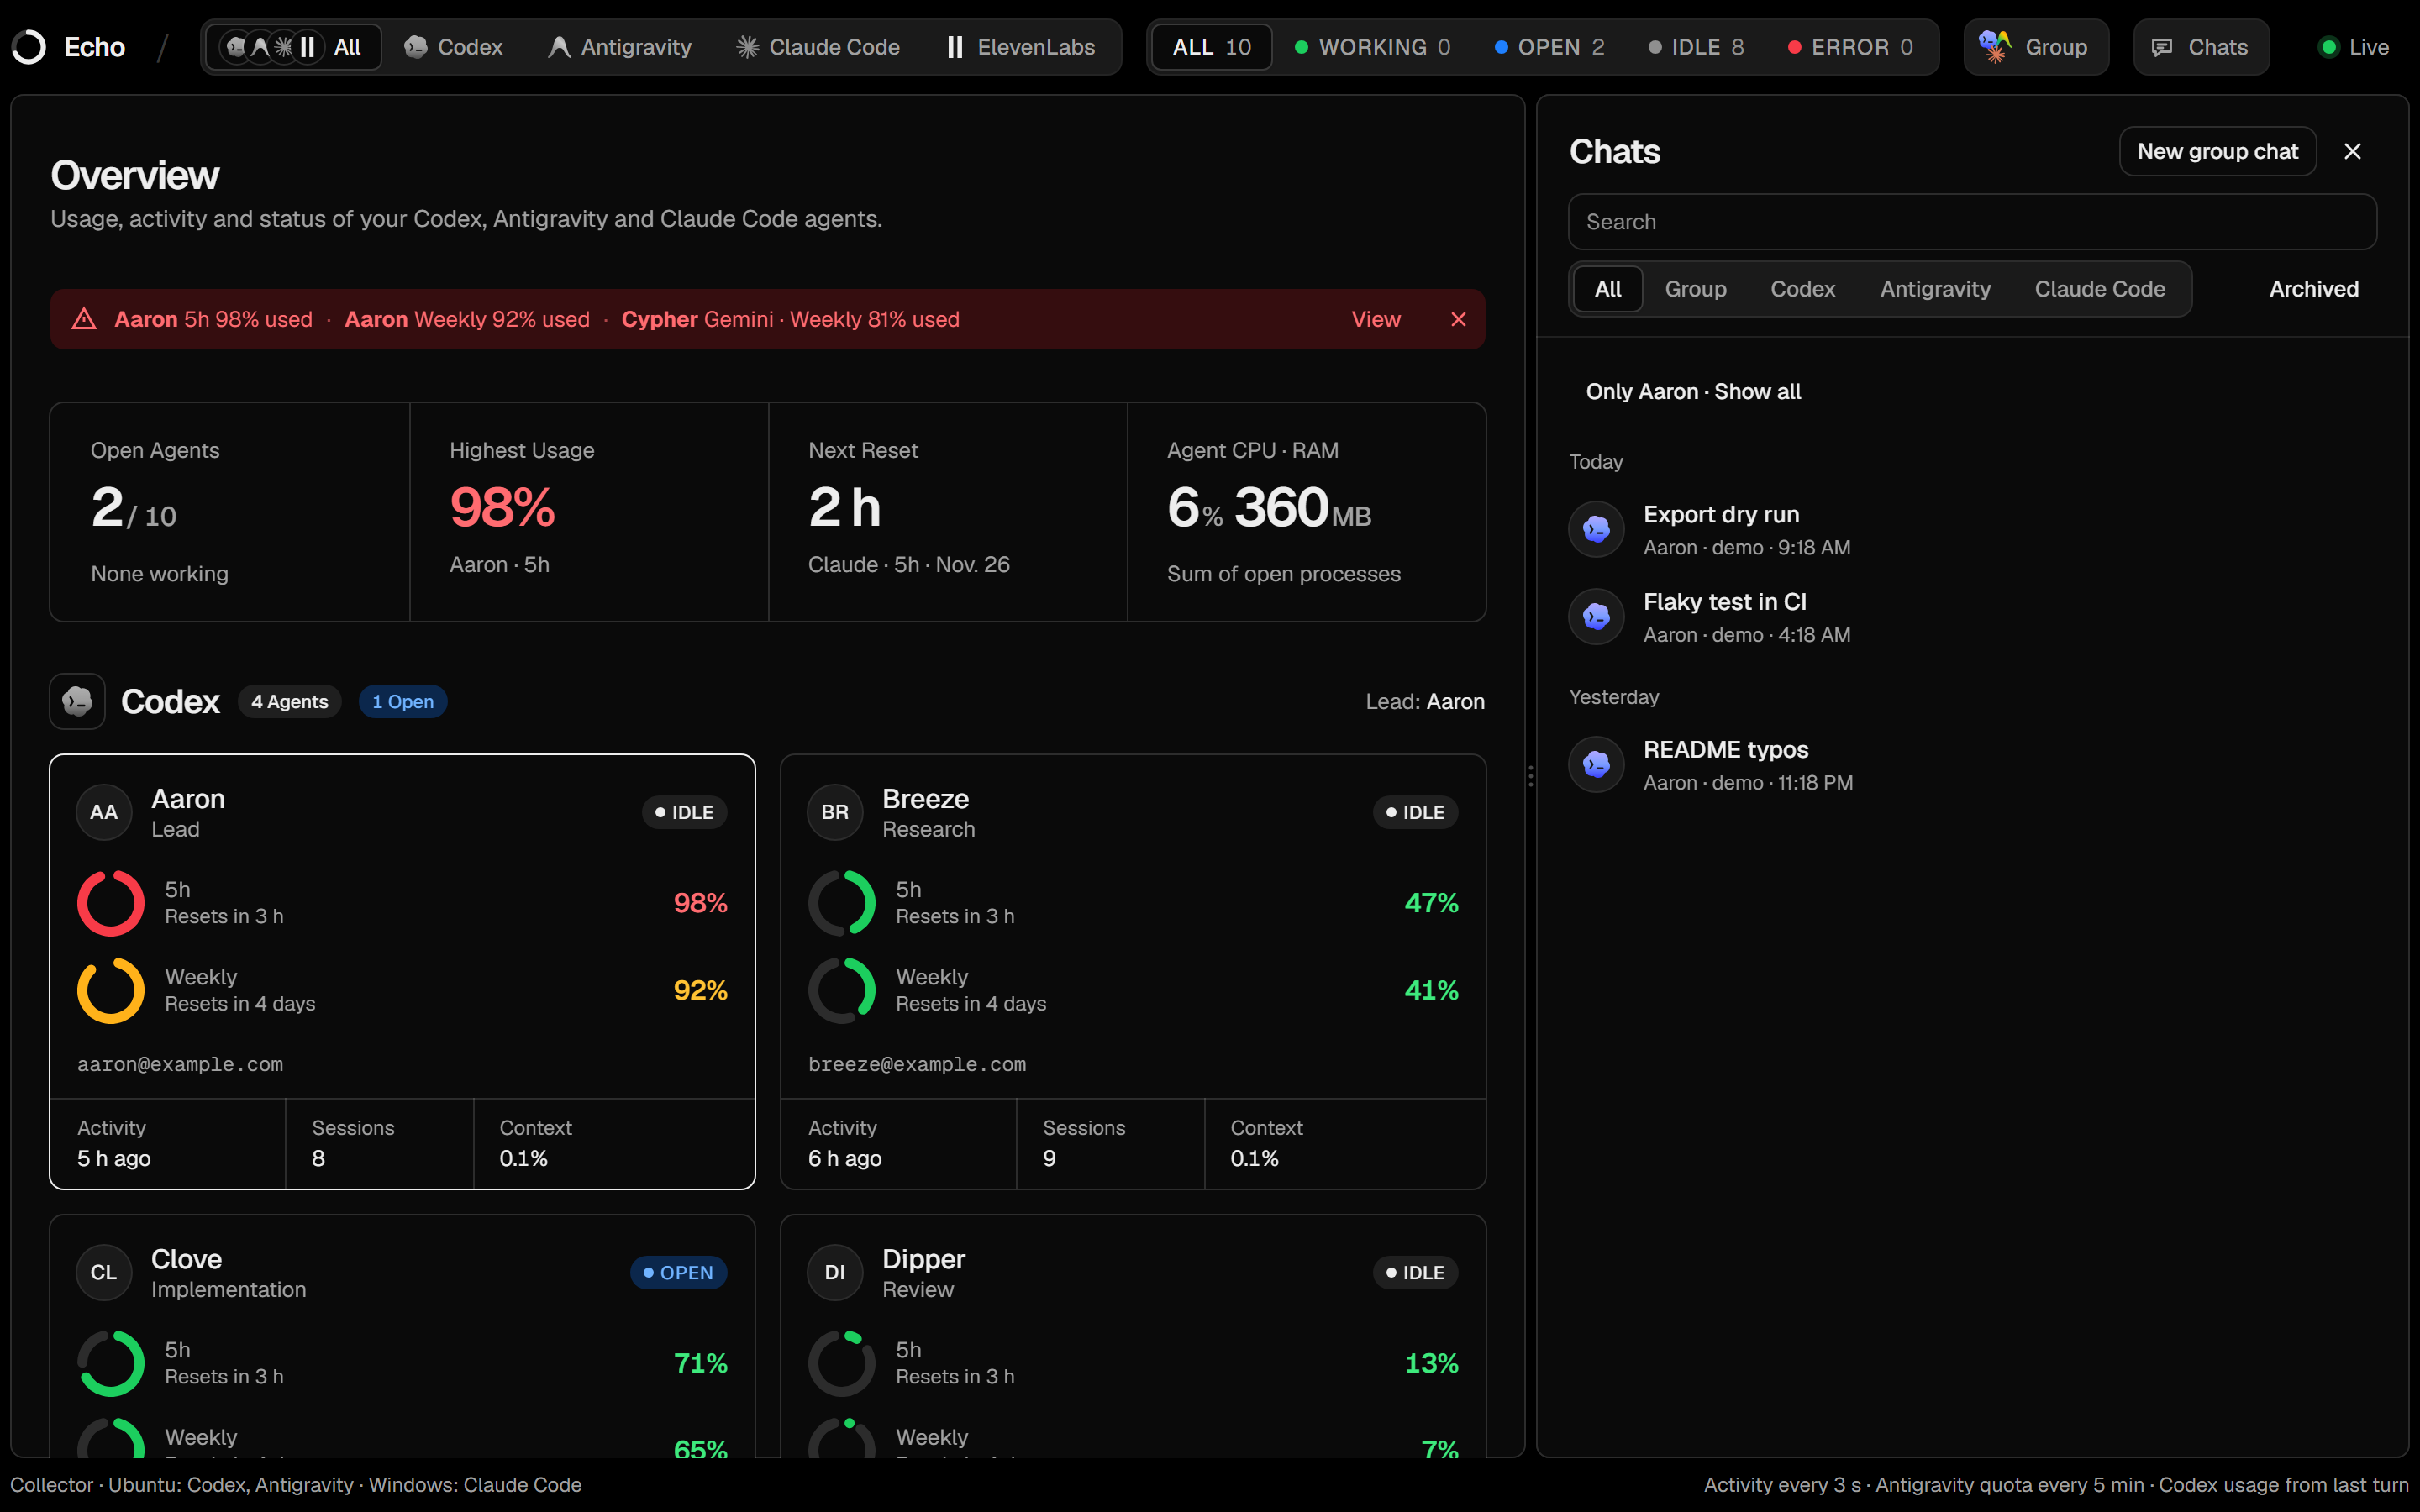 Echo / All Codex Antigravity Claude Code ElevenLabs ALL 10 WORKING 0 OPEN 2 IDLE 8 ERROR 0 Group Chats Live
Overview
Usage, activity and status of your Codex, Antigravity and Claude Code agents.
Aaron 5h 98% used · Aaron Weekly 92% used · Cypher Gemini · Weekly 81% used View
Open Agents
2 / 10
None working
Highest Usage
98%
Aaron · 5h
Next Reset
2 h
Claude · 5h · Nov. 26
Agent CPU · RAM
6 % 360 MB
Sum of open processes
Codex 4 Agents 1 Open Lead: Aaron
AA Aaron IDLE
Lead
5h
Resets in 3 h
98%
Weekly
Resets in 4 days
92%
aaron@example.com
Activity Sessions Context
5 h ago 8 0.1%
BR Breeze IDLE
Research
5h
Resets in 3 h
47%
Weekly
Resets in 4 days
41%
breeze@example.com
Activity Sessions Context
6 h ago 9 0.1%
CL Clove OPEN
Implementation
5h
Resets in 3 h
71%
Weekly
65%
DI Dipper IDLE
Review
5h
Resets in 3 h
13%
Weekly
7%
Chats New group chat
Search
All Group Codex Antigravity Claude Code Archived
Only Aaron · Show all
Today
Export dry run
Aaron · demo · 9:18 AM
Flaky test in CI
Aaron · demo · 4:18 AM
Yesterday
README typos
Aaron · demo · 11:18 PM
Collector · Ubuntu: Codex, Antigravity · Windows: Claude Code
Activity every 3 s · Antigravity quota every 5 min · Codex usage from last turn